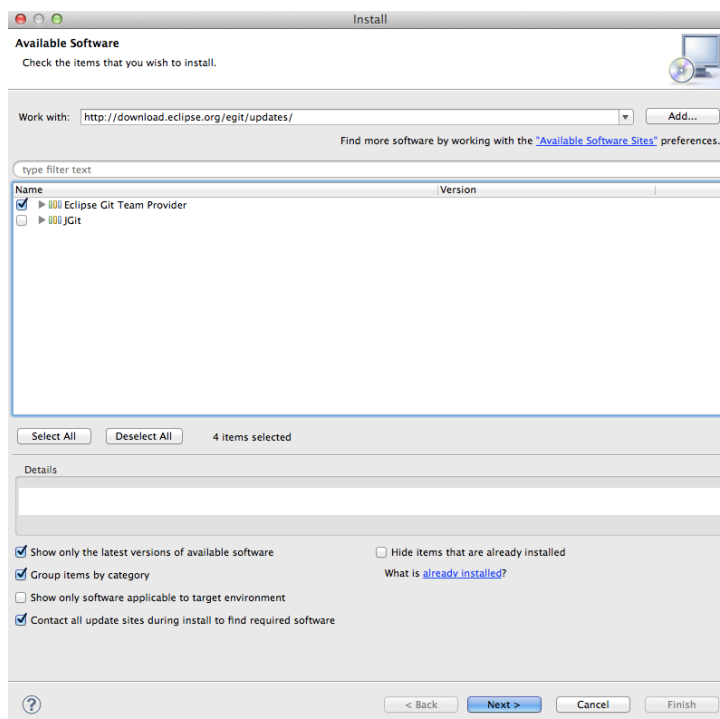 Install
Available Software
Check the items that you wish to install.
Work with: http://download.eclipse.org/egit/updates/ Add...
Find more software by working with the "Available Software Sites" preferences.
type filter text
Name Version
Eclipse Git Team Provider
JGit
Select All Deselect All 4 items selected
Details
Show only the latest versions of available software Hide items that are already installed
Group items by category What is already installed?
Show only software applicable to target environment
Contact all update sites during install to find required software
? < Back Next > Cancel Finish